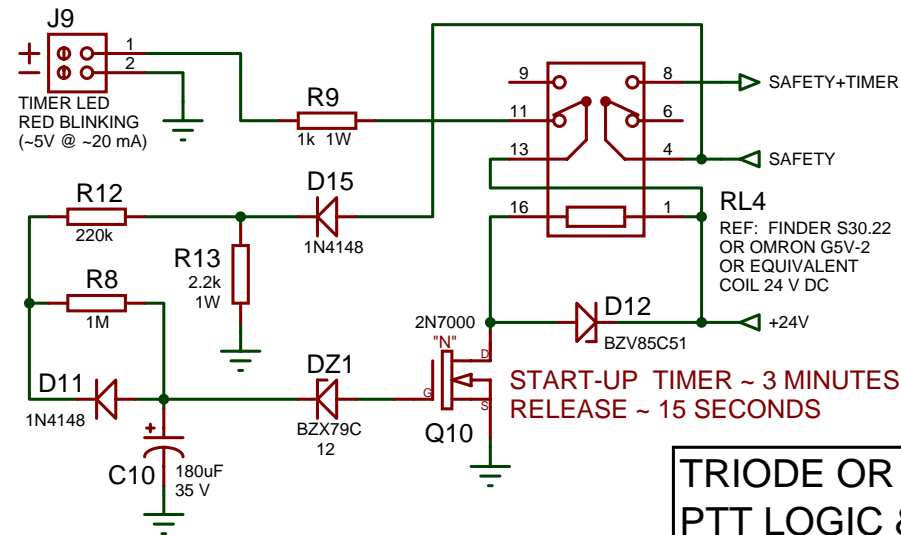 J9
+
1
−
2
TIMER LED
RED BLINKING
(~5V @ ~20 mA)
R9
1k 1W
9
8
SAFETY+TIMER
11
6
13
4
SAFETY
16
1
RL4
REF: FINDER S30.22
OR OMRON G5V-2
OR EQUIVALENT
COIL 24 V DC
R12
220k
D15
1N4148
R13
2.2k
1W
R8
1M
D12
BZV85C51
+24V
2N7000
"N"
D
G
S
Q10
D11
1N4148
DZ1
BZX79C
12
START-UP TIMER ~ 3 MINUTES
RELEASE ~ 15 SECONDS
+
C10
180uF
35 V
TRIODE OR
PTT LOGIC &